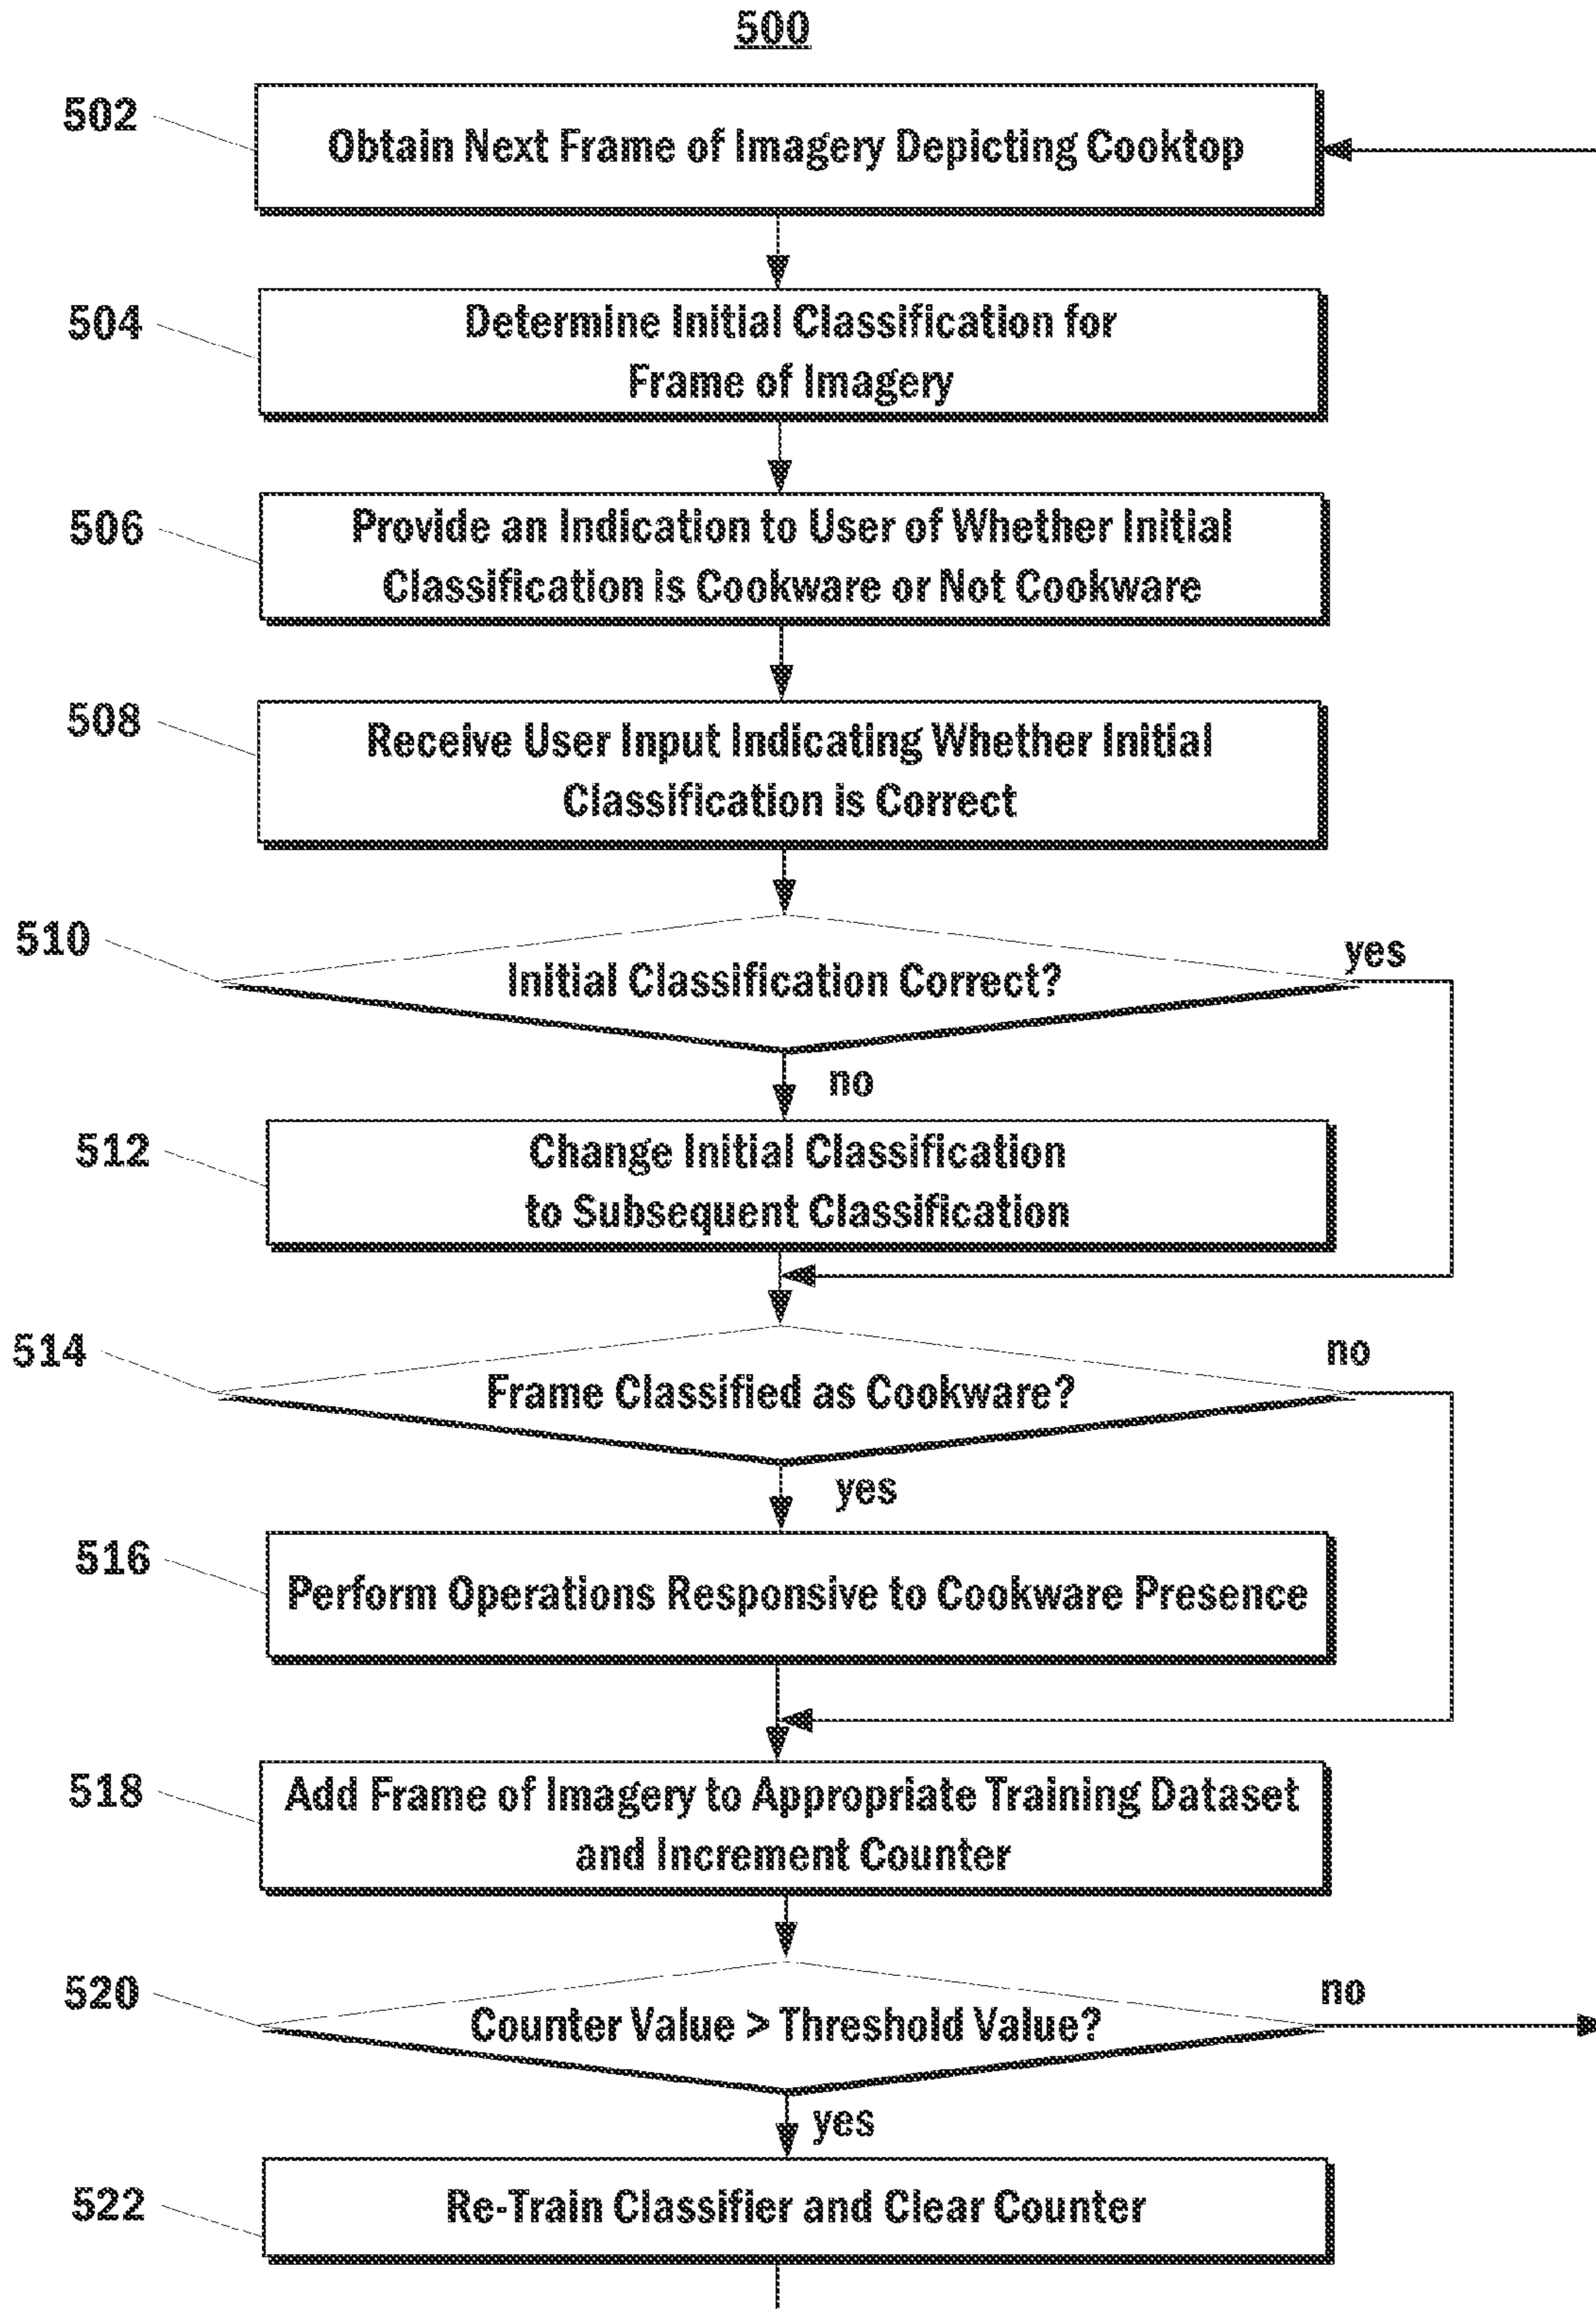 500
502
Obtain Next Frame of Imagery Depicting Cooktop
504
Determine Initial Classification for
Frame of Imagery
506
Provide an Indication to User of Whether Initial
Classification is Cookware or Not Cookware
508
Receive User Input Indicating Whether Initial
Classification is Correct
510
Initial Classification Correct?
yes
no
512
Change Initial Classification
to Subsequent Classification
514
Frame Classified as Cookware?
no
yes
516
Perform Operations Responsive to Cookware Presence
518
Add Frame of Imagery to Appropriate Training Dataset
and Increment Counter
520
Counter Value > Threshold Value?
no
yes
522
Re-Train Classifier and Clear Counter